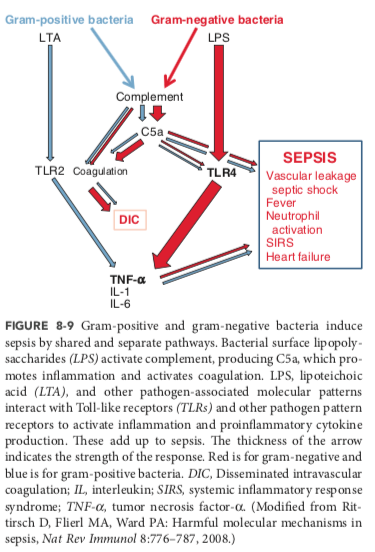 Gram-positive bacteria Gram-negative bacteria
LTA LPS
Complement
C5a
TLR2 Coagulation TLR4
DIC
TNF-α
IL-1
IL-6
SEPSIS
Vascular leakage
septic shock
Fever
Neutrophil
activation
SIRS
Heart failure
FIGURE 8-9 Gram-positive and gram-negative bacteria induce
sepsis by shared and separate pathways. Bacterial surface lipopoly-
saccharides (LPS) activate complement, producing C5a, which pro-
motes inflammation and activates coagulation. LPS, lipoteichoic
acid (LTA), and other pathogen-associated molecular patterns
interact with Toll-like receptors (TLRs) and other pathogen pattern
receptors to activate inflammation and proinflammatory cytokine
production. These add up to sepsis. The thickness of the arrow
indicates the strength of the response. Red is for gram-negative and
blue is for gram-positive bacteria. DIC, Disseminated intravascular
coagulation; IL, interleukin; SIRS, systemic inflammatory response
syndrome; TNF-α, tumor necrosis factor-α. (Modified from Rit-
tirsch D, Flierl MA, Ward PA: Harmful molecular mechanisms in
sepsis, Nat Rev Immunol 8:776–787, 2008.)